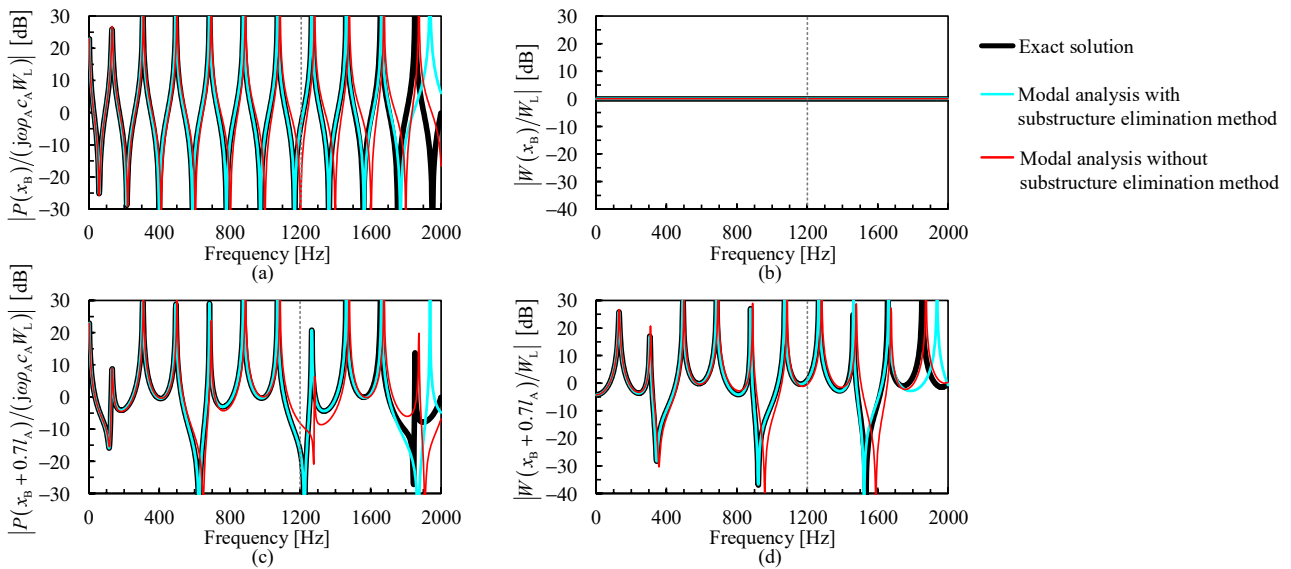 |P(x_B)/(jωρ_A c_A W_L)| [dB]
30
20
10
0
−10
−20
−30
0 400 800 1200 1600 2000
Frequency [Hz]
(a)
|W(x_B)/W_L| [dB]
30
20
10
0
−10
−20
−30
−40
0 400 800 1200 1600 2000
Frequency [Hz]
(b)
Exact solution
Modal analysis with
substructure elimination method
Modal analysis without
substructure elimination method
|P(x_B + 0.7l_A)/(jωρ_A c_A W_L)| [dB]
30
20
10
0
−10
−20
−30
0 400 800 1200 1600 2000
Frequency [Hz]
(c)
|W(x_B + 0.7l_A)/W_L| [dB]
30
20
10
0
−10
−20
−30
−40
0 400 800 1200 1600 2000
Frequency [Hz]
(d)